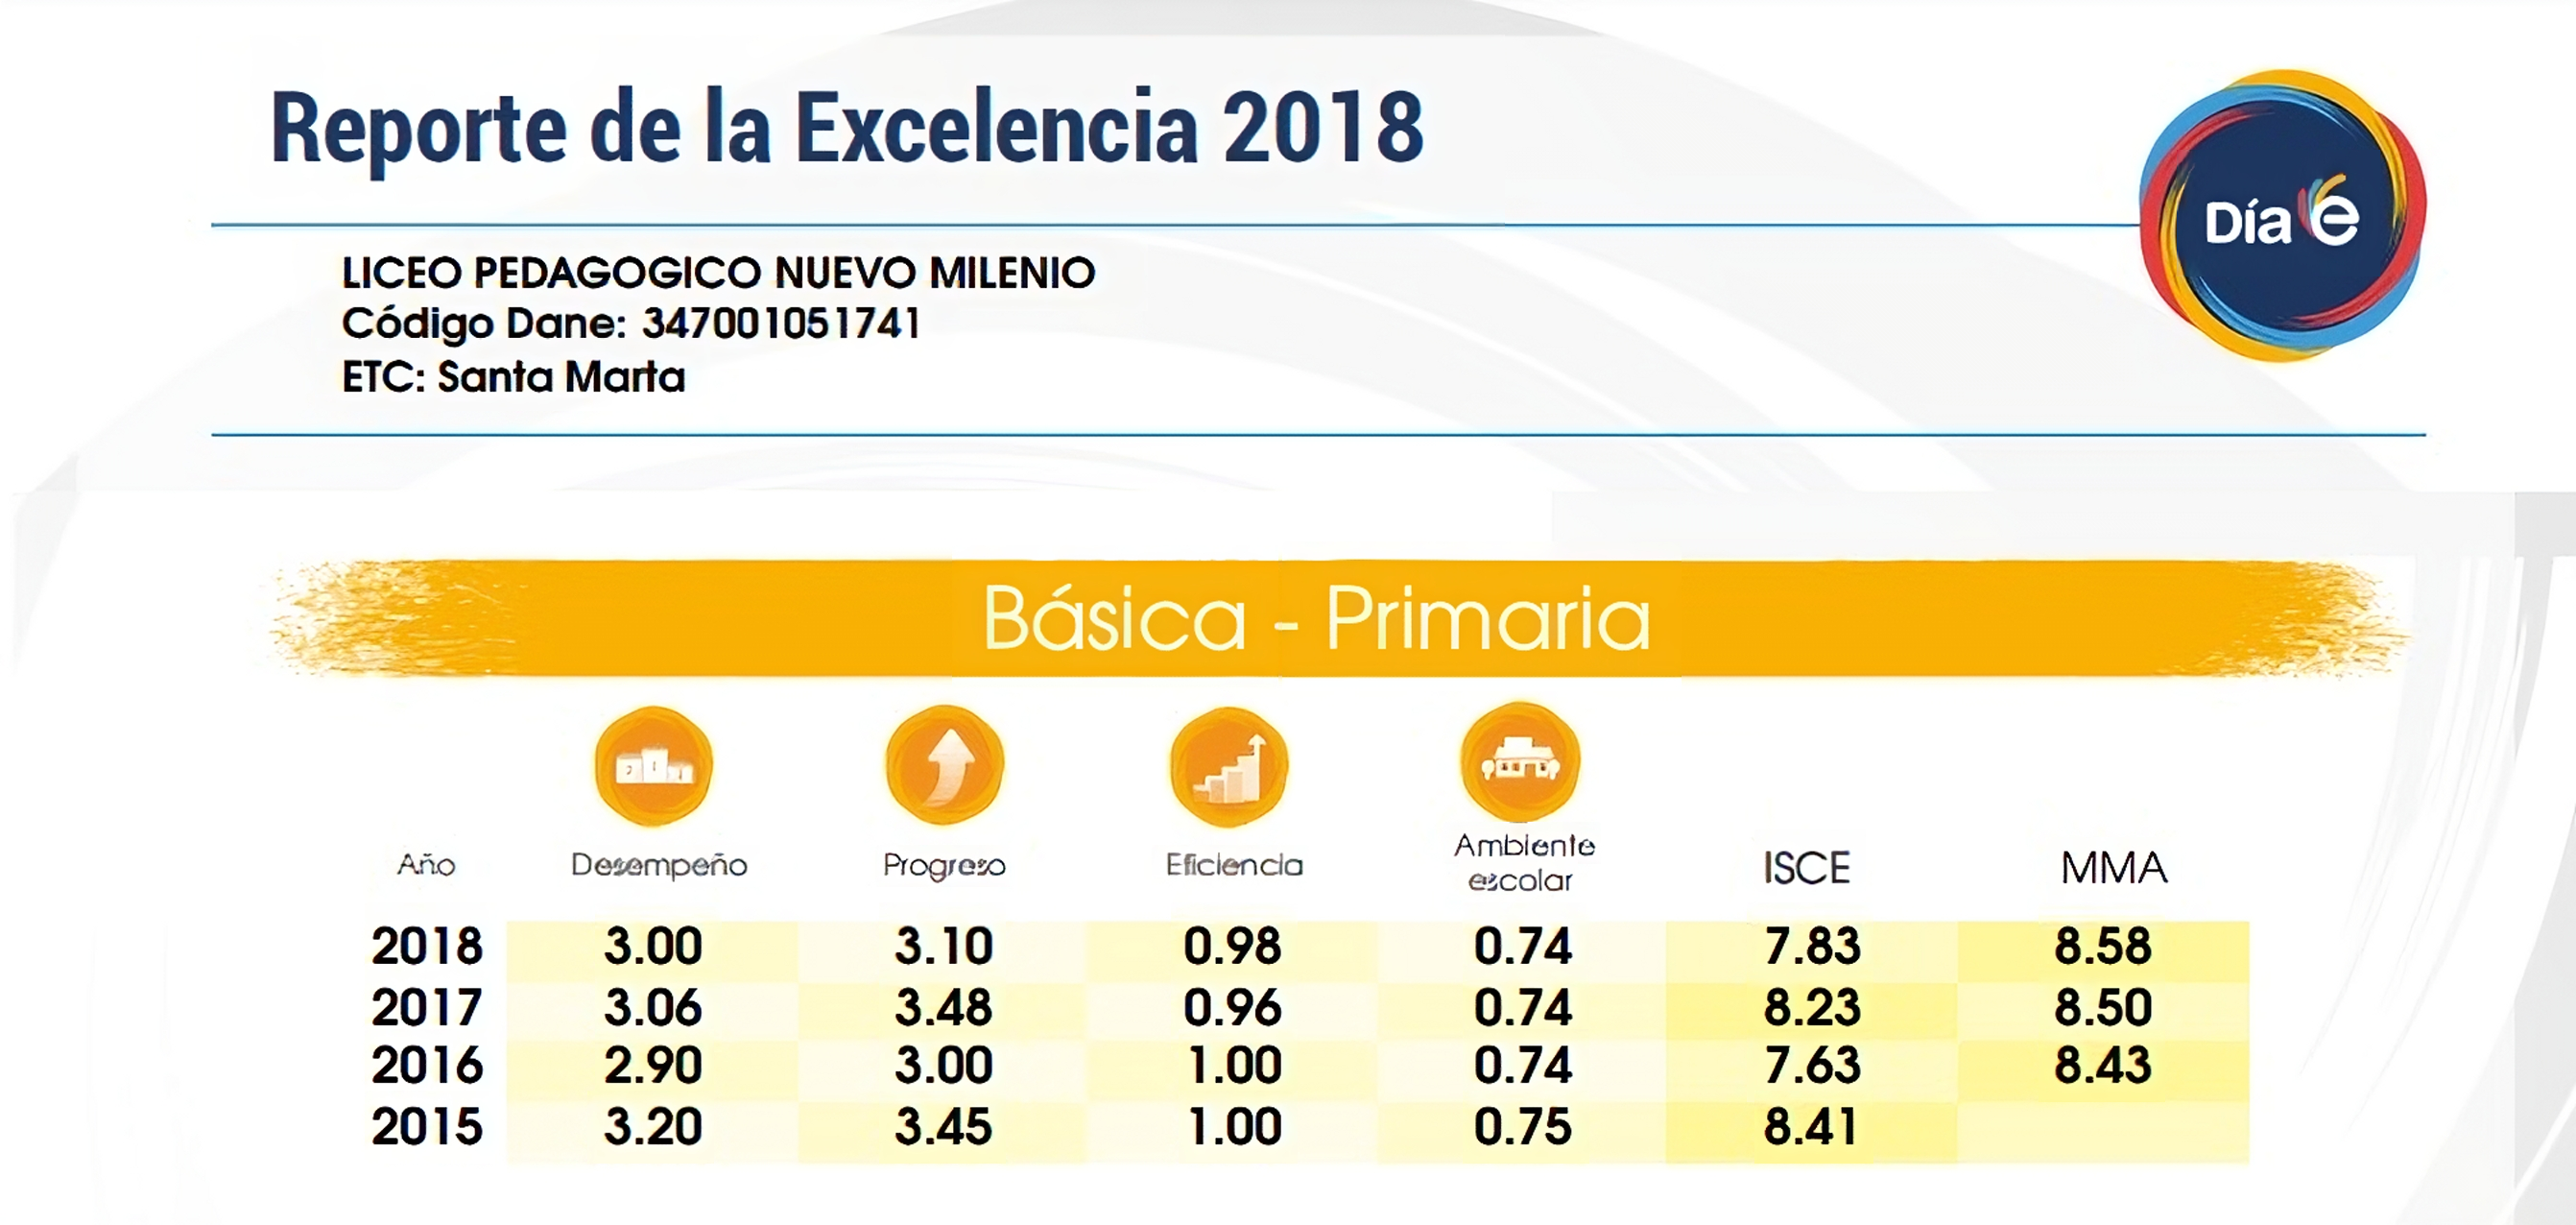 Reporte de la Excelencia 2018
Día e
LICEO PEDAGOGICO NUEVO MILENIO
Código Dane: 347001051741
ETC: Santa Marta
Básica - Primaria
Año Desempeño Progreso Eficiencia Ambiente escolar ISCE MMA
2018 3.00 3.10 0.98 0.74 7.83 8.58
2017 3.06 3.48 0.96 0.74 8.23 8.50
2016 2.90 3.00 1.00 0.74 7.63 8.43
2015 3.20 3.45 1.00 0.75 8.41